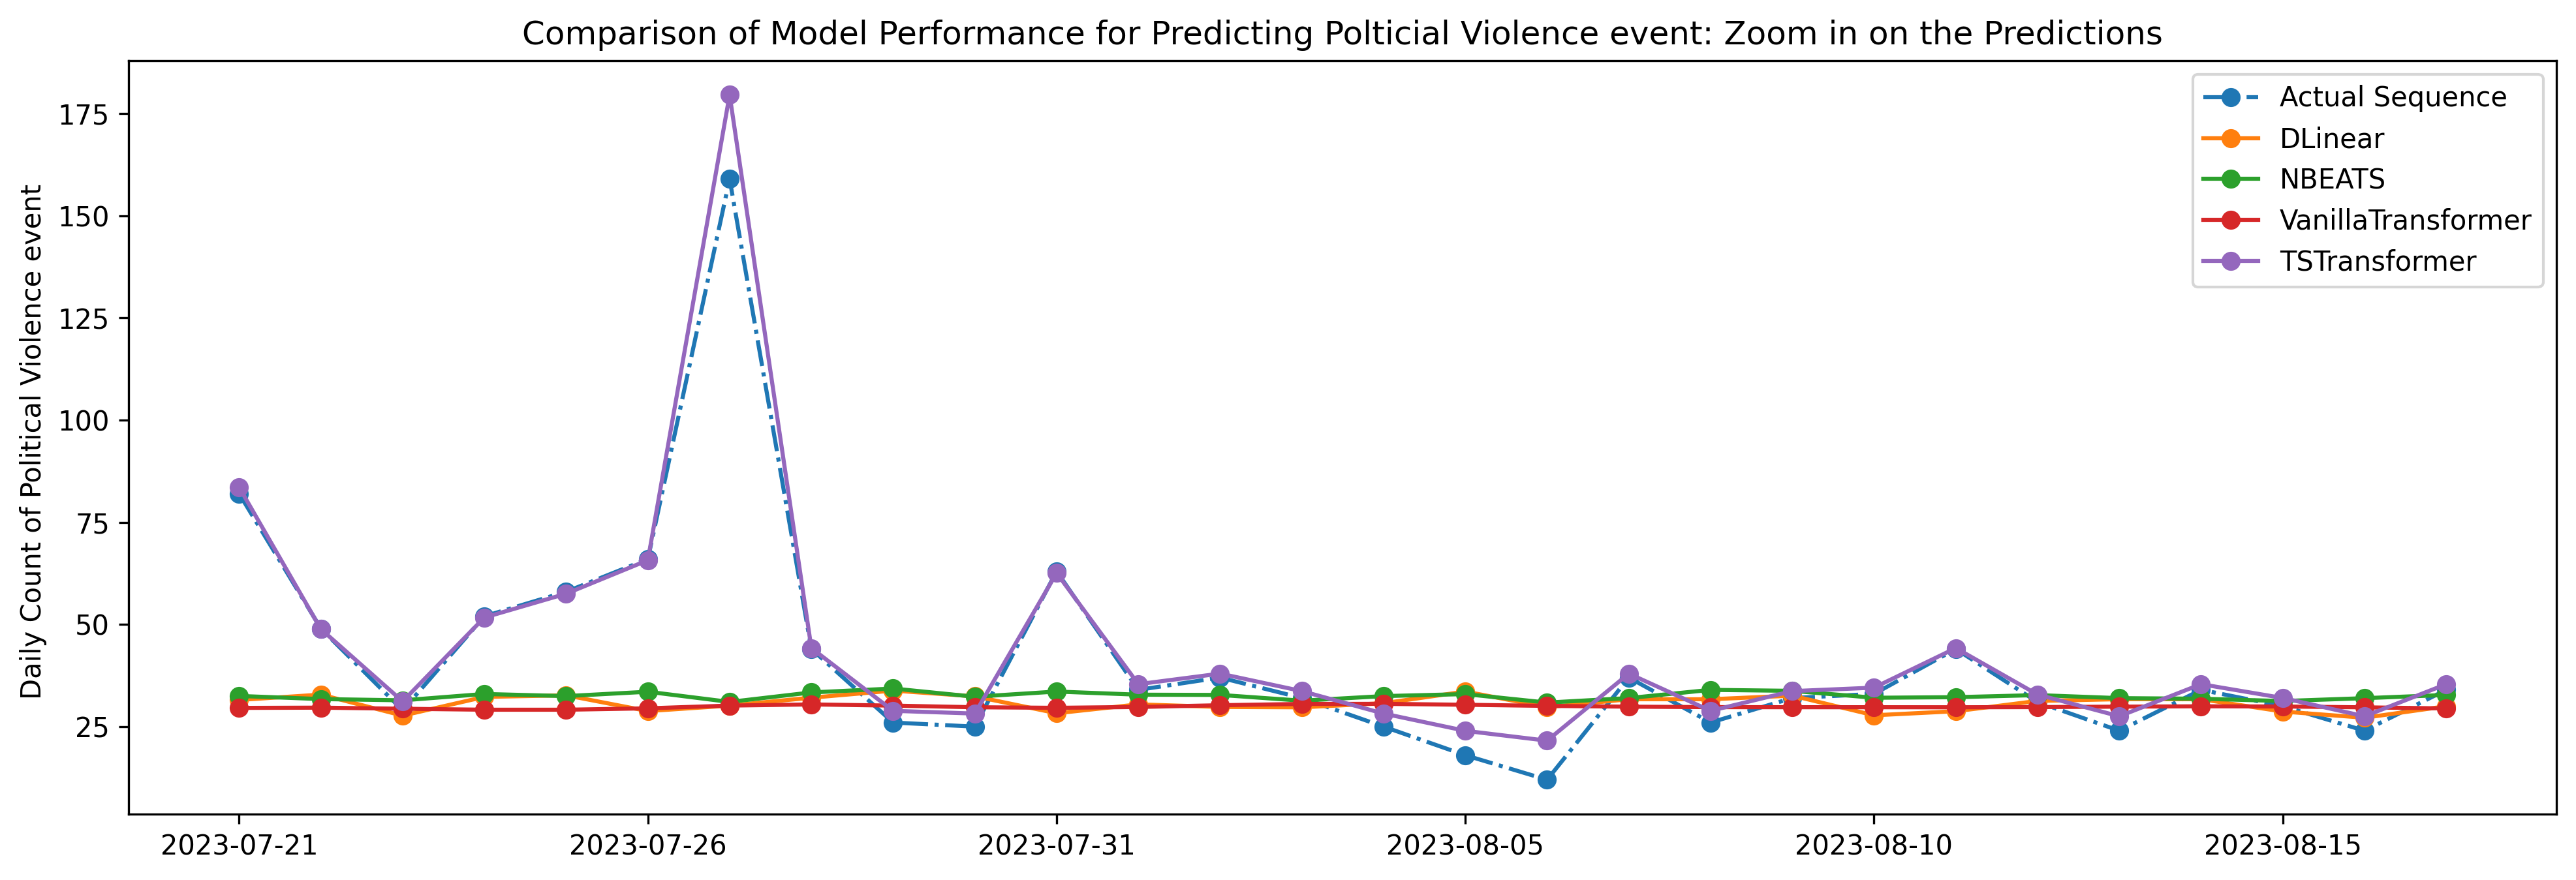 Comparison of Model Performance for Predicting Polticial Violence event: Zoom in on the Predictions
Daily Count of Political Violence event
175
150
125
100
75
50
25
Actual Sequence
DLinear
NBEATS
VanillaTransformer
TSTransformer
2023-07-21
2023-07-26
2023-07-31
2023-08-05
2023-08-10
2023-08-15